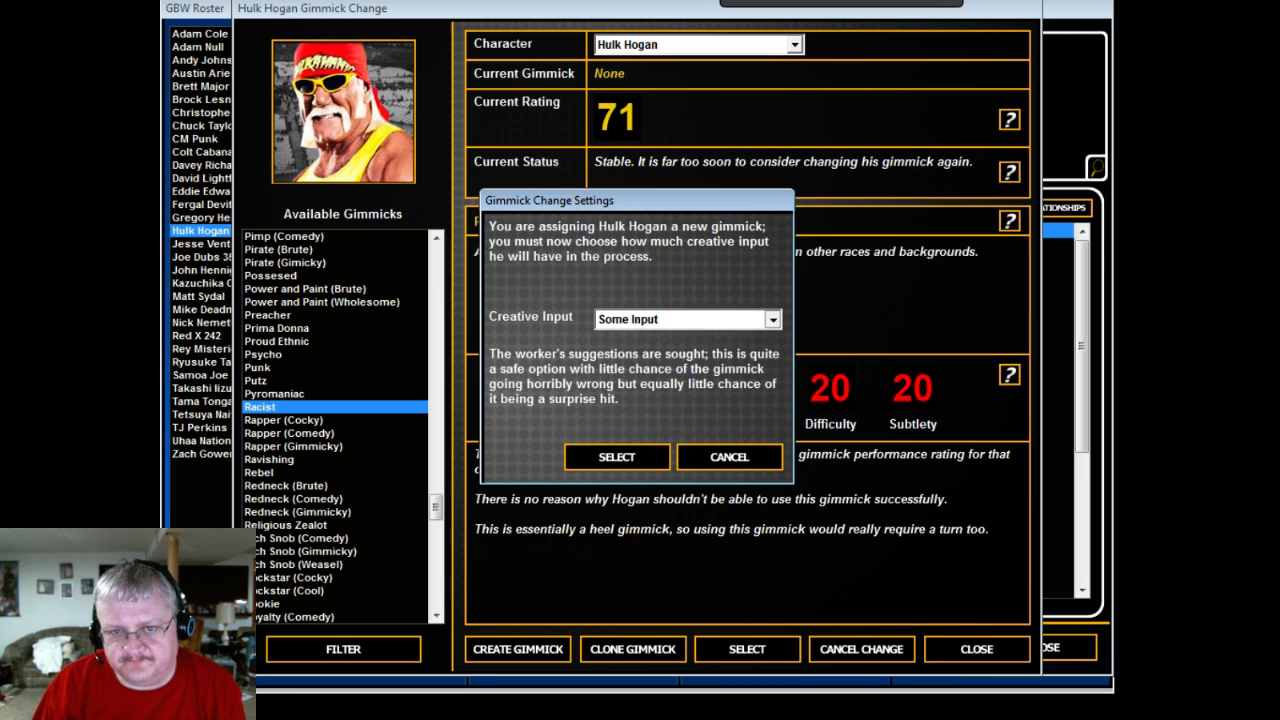 GBW Roster
Hulk Hogan Gimmick Change
Adam Cole
Adam Null
Andy Johns
Austin Arie
Brett Major
Brock Lesn
Christophe
Chuck Taylo
CM Punk
Colt Cabana
Davey Richa
David Lightf
Eddie Edwa
Fergal Devit
Gregory He
Hulk Hogan
Jesse Vent
Joe Dubs 35
John Henni
Kazuchika O
Matt Sydal
Mike Deadn
Nick Nemet
Red X 242
Rey Misteri
Ryusuke Ta
Samoa Joe
Takashi Iizu
Tama Tonga
Tetsuya Nai
TJ Perkins
Uhaa Nation
Zach Gowe
Available Gimmicks
Pimp (Comedy)
Pirate (Brute)
Pirate (Gimicky)
Possesed
Power and Paint (Brute)
Power and Paint (Wholesome)
Preacher
Prima Donna
Proud Ethnic
Psycho
Punk
Putz
Pyromaniac
Racist
Rapper (Cocky)
Rapper (Comedy)
Rapper (Gimmicky)
Ravishing
Rebel
Redneck (Brute)
Redneck (Comedy)
Redneck (Gimmicky)
Religious Zealot
ch Snob (Comedy)
ch Snob (Gimmicky)
ch Snob (Weasel)
ockstar (Cocky)
ockstar (Cool)
ookie
oyalty (Comedy)
FILTER
Character
Hulk Hogan
Current Gimmick
None
Current Rating
71
?
Current Status
Stable. It is far too soon to consider changing his gimmick again.
?
?
m other races and backgrounds.
Gimmick Change Settings
You are assigning Hulk Hogan a new gimmick;
you must now choose how much creative input
he will have in the process.
Creative Input
Some Input
The worker's suggestions are sought; this is quite
a safe option with little chance of the gimmick
going horribly wrong but equally little chance of
it being a surprise hit.
SELECT
CANCEL
20
20
?
Difficulty
Subtlety
gimmick performance rating for that
There is no reason why Hogan shouldn't be able to use this gimmick successfully.
This is essentially a heel gimmick, so using this gimmick would really require a turn too.
CREATE GIMMICK
CLONE GIMMICK
SELECT
CANCEL CHANGE
CLOSE
ATIONSHIPS
OSE